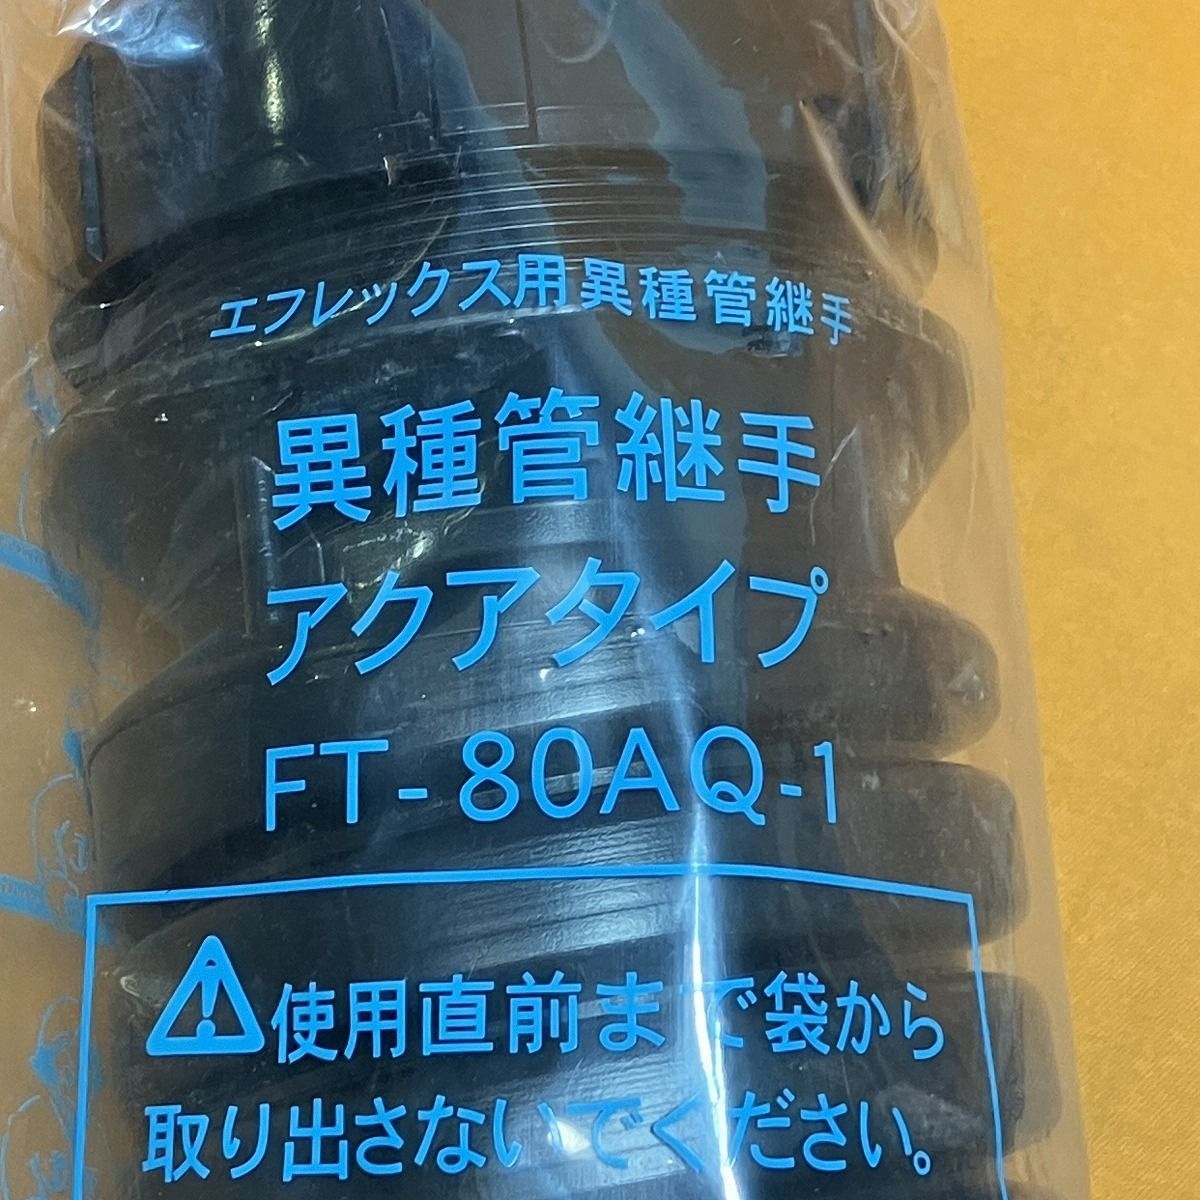 エフレックス用異種管継手
異種管継手
アクアタイプ
FT-80AQ-1
使用直前まで袋から
取り出さないでください。